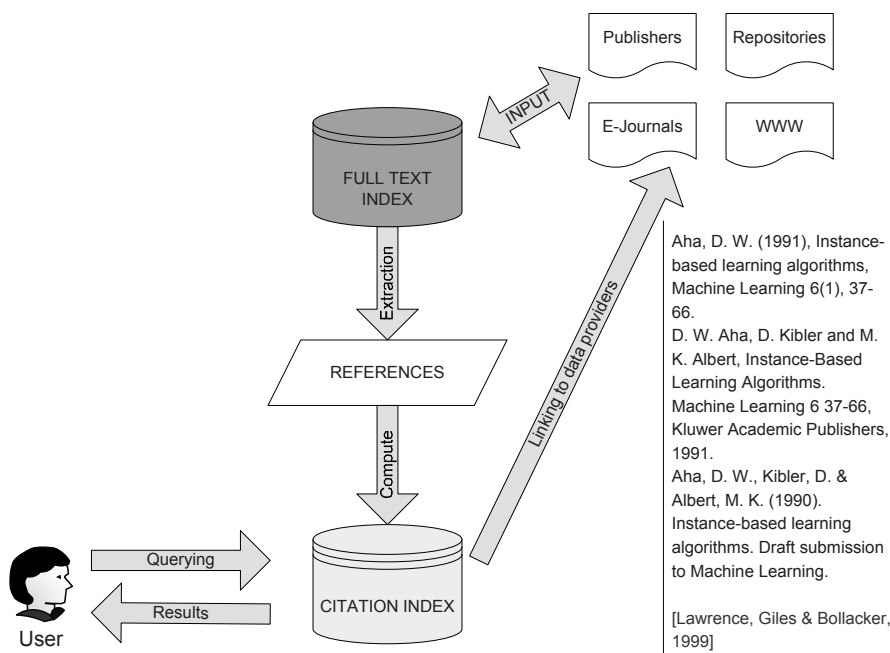 Publishers
Repositories
INPUT
E-Journals
WWW
FULL TEXT
INDEX
Extraction
REFERENCES
Compute
Linking to data providers
Querying
Results
CITATION INDEX
User
Aha, D. W. (1991), Instance-
based learning algorithms,
Machine Learning 6(1), 37-
66.
D. W. Aha, D. Kibler and M.
K. Albert, Instance-Based
Learning Algorithms.
Machine Learning 6 37-66,
Kluwer Academic Publishers,
1991.
Aha, D. W., Kibler, D. &
Albert, M. K. (1990).
Instance-based learning
algorithms. Draft submission
to Machine Learning.
[Lawrence, Giles & Bollacker,
1999]